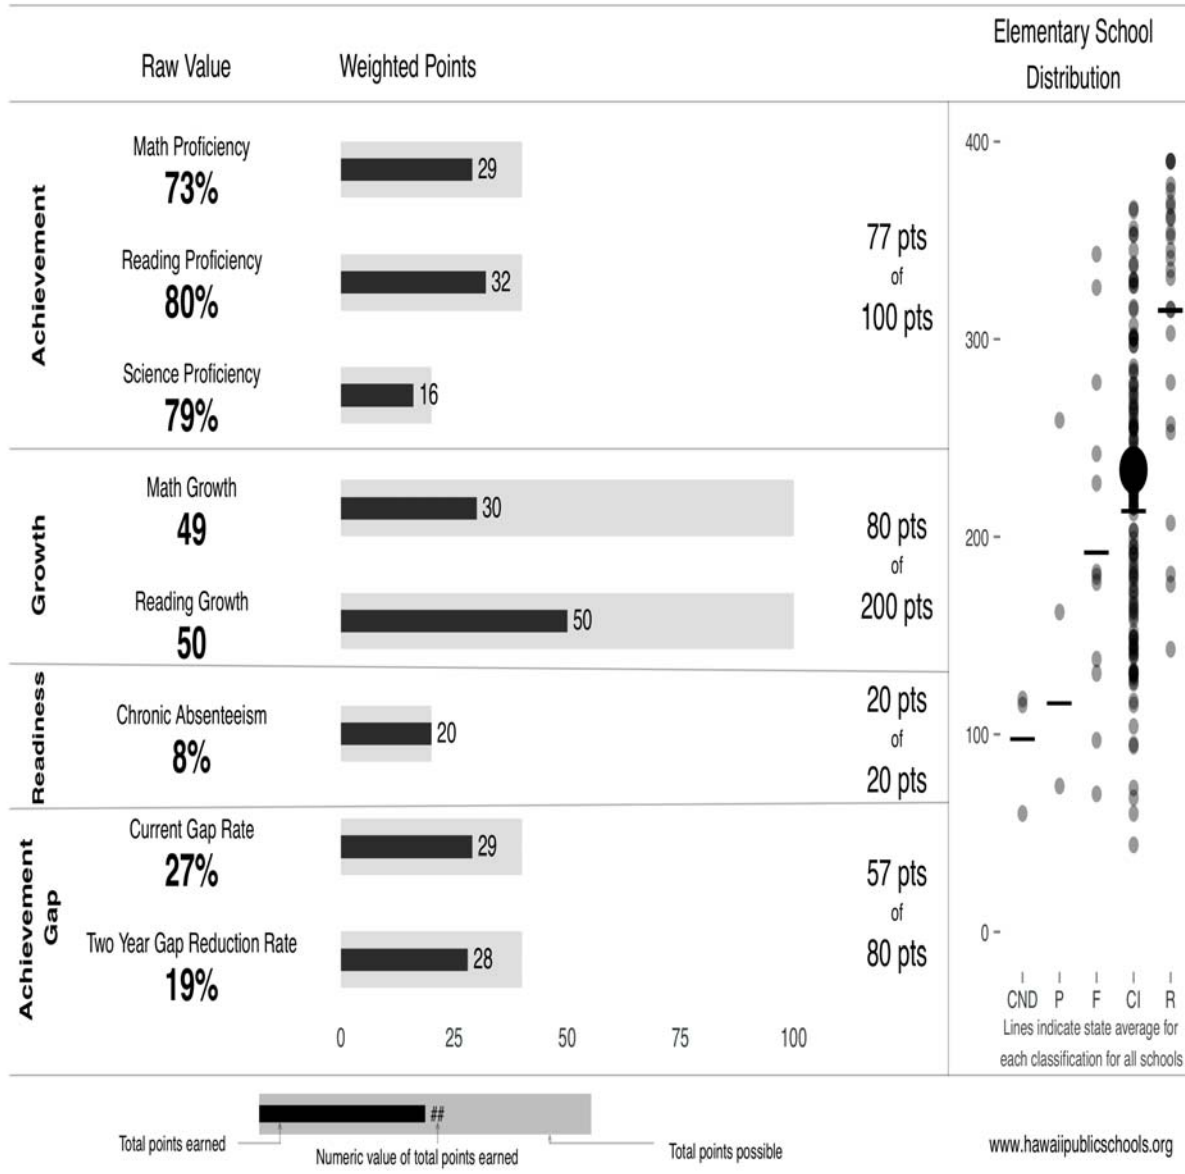 Raw Value
Weighted Points
Elementary School
Distribution
Achievement
Math Proficiency
73%
29
Reading Proficiency
80%
32
Science Proficiency
79%
16
77 pts
of
100 pts
Growth
Math Growth
49
30
Reading Growth
50
50
80 pts
of
200 pts
Readiness
Chronic Absenteeism
8%
20
20 pts
of
20 pts
Achievement
Gap
Current Gap Rate
27%
29
Two Year Gap Reduction Rate
19%
28
57 pts
of
80 pts
0 25 50 75 100
400
300
200
100
0
CND P F CI R
Lines indicate state average for
each classification for all schools
##
Total points earned
Numeric value of total points earned
Total points possible
www.hawaiipublicschools.org